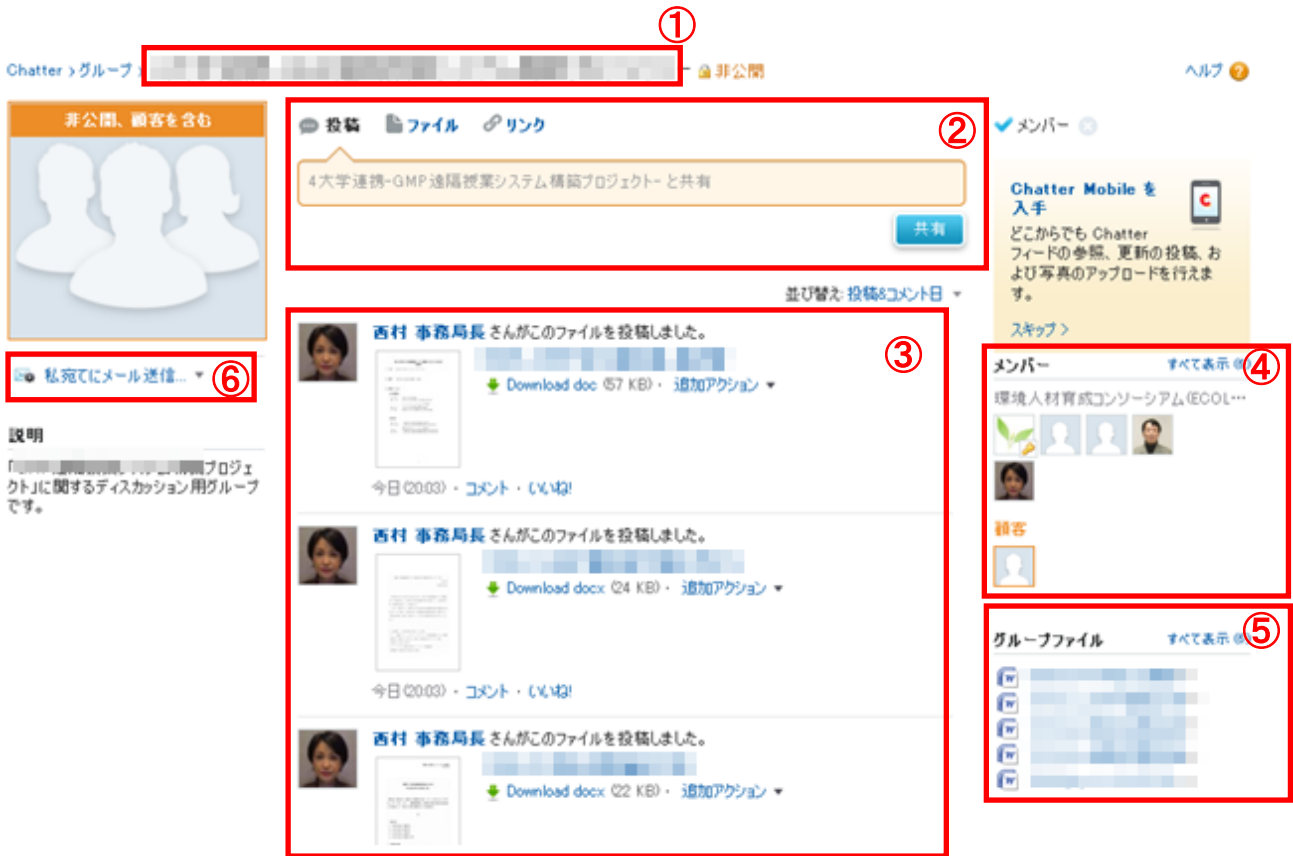 ①
Chatter > グループ >
非公開
ヘルプ
非公開、顧客を含む
投稿 ファイル リンク
②
4大学連携-GMP遠隔授業システム構築プロジェクト- と共有
共有
メンバー
Chatter Mobile を
入手
どこからでも Chatter
フィードの参照、更新の投稿、お
よび写真のアップロードを行えま
す。
スキップ >
並び替え: 投稿&コメント日
⑥
私宛てにメール送信...
説明
プロジェ
クト」に関するディスカッション用グループ
です。
③
西村 事務局長 さんがこのファイルを投稿しました。
Download doc (57 KB) · 追加アクション
今日 (20:03) · コメント · いいね!
西村 事務局長 さんがこのファイルを投稿しました。
Download docx (24 KB) · 追加アクション
今日 (20:03) · コメント · いいね!
西村 事務局長 さんがこのファイルを投稿しました。
Download docx (22 KB) · 追加アクション
④
メンバー すべて表示
環境人材育成コンソーシアム(ECOL…
顧客
⑤
グループファイル すべて表示